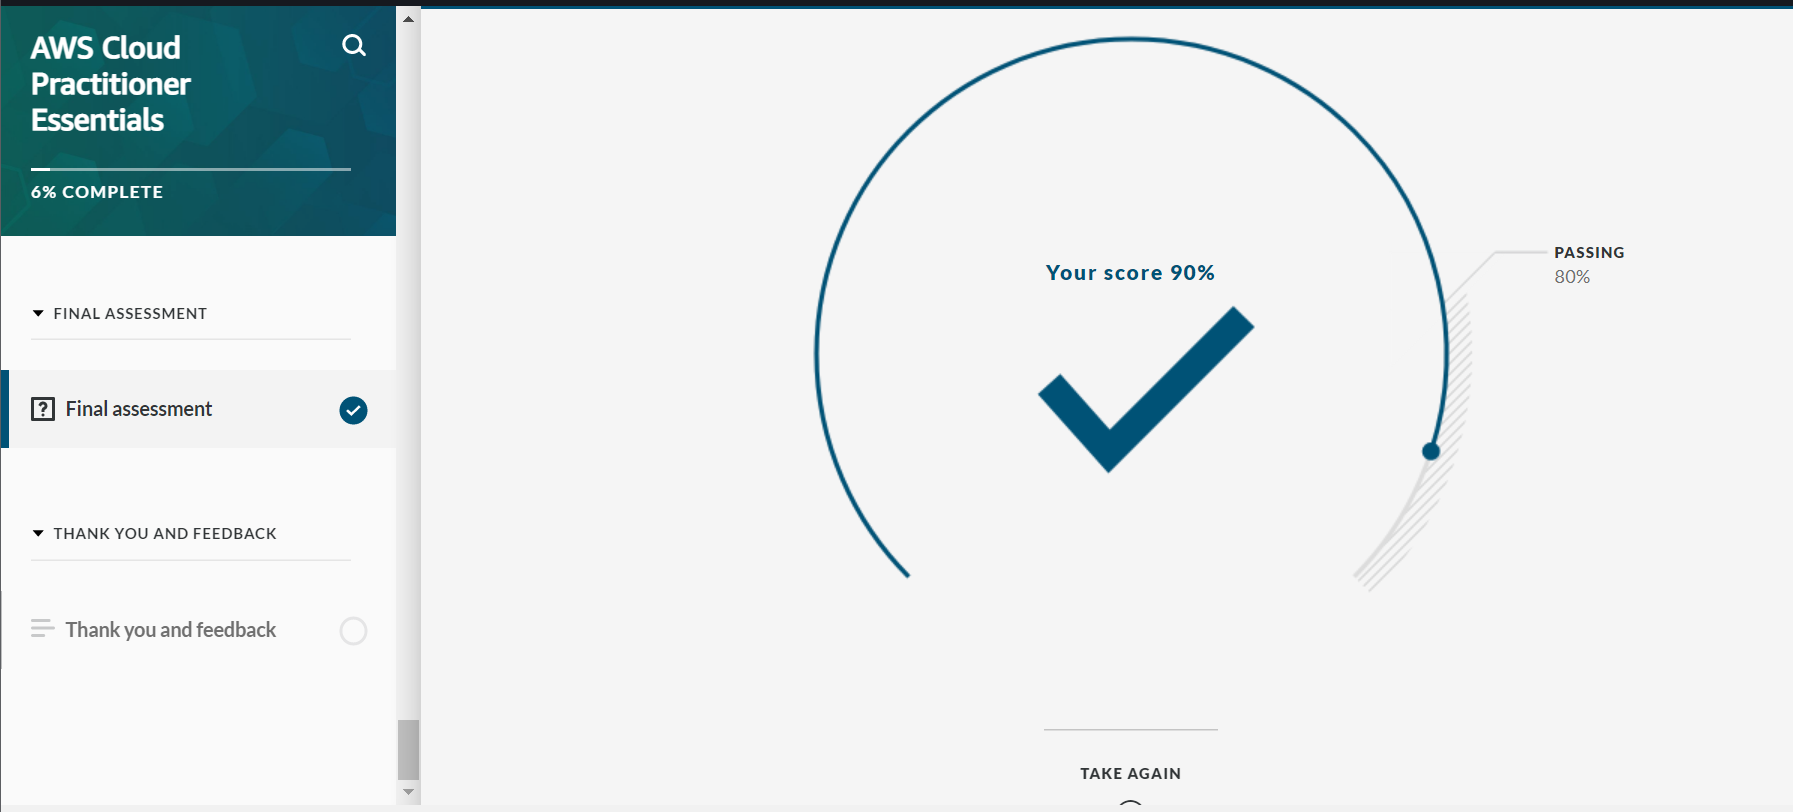 AWS Cloud
Practitioner
Essentials
6% COMPLETE
FINAL ASSESSMENT
Final assessment
THANK YOU AND FEEDBACK
Thank you and feedback
Your score 90%
PASSING
80%
TAKE AGAIN